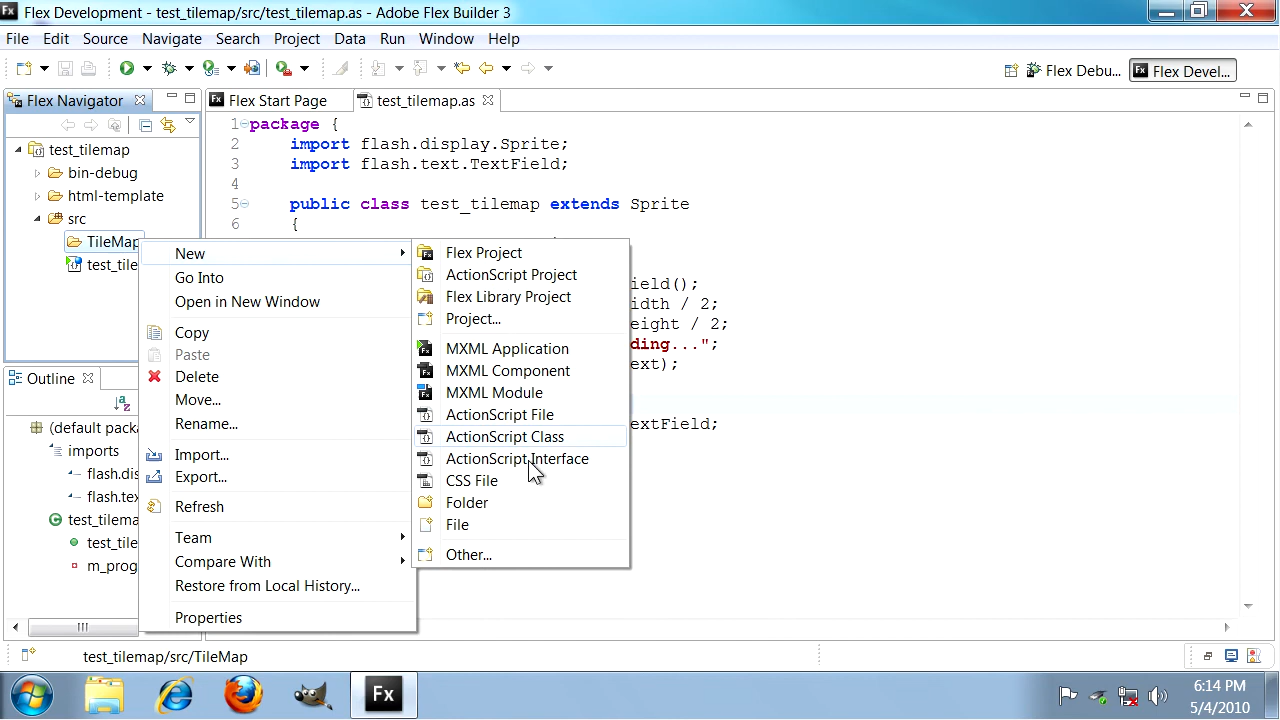 Flex Development - test_tilemap/src/test_tilemap.as - Adobe Flex Builder 3
File Edit Source Navigate Search Project Data Run Window Help
Flex Debu... Flex Devel...
Flex Navigator Flex Start Page test_tilemap.as
test_tilemap
bin-debug
html-template
src
TileMap
test_tile
1 package {
2 import flash.display.Sprite;
3 import flash.text.TextField;
4
5 public class test_tilemap extends Sprite
6 {
ield();
idth / 2;
eight / 2;
ding...";
ext);
extField;
New
Go Into
Open in New Window
Copy
Paste
Delete
Move...
Rename...
Import...
Export...
Refresh
Team
Compare With
Restore from Local History...
Properties
Flex Project
ActionScript Project
Flex Library Project
Project...
MXML Application
MXML Component
MXML Module
ActionScript File
ActionScript Class
ActionScript Interface
CSS File
Folder
File
Other...
Outline
(default packa
imports
flash.dis
flash.tex
test_tilema
test_tile
m_prog
test_tilemap/src/TileMap
Fx
6:14 PM
5/4/2010